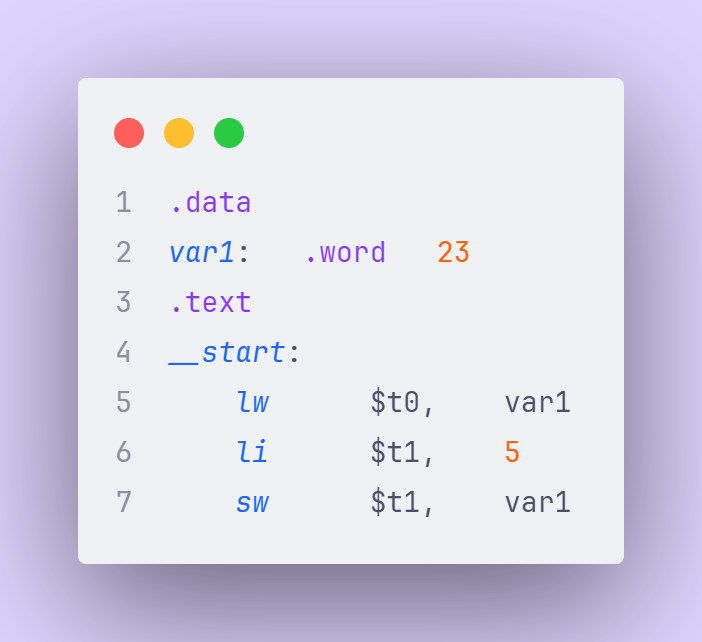 1 .data
2 var1: .word 23
3 .text
4 __start:
5 lw $t0, var1
6 li $t1, 5
7 sw $t1, var1